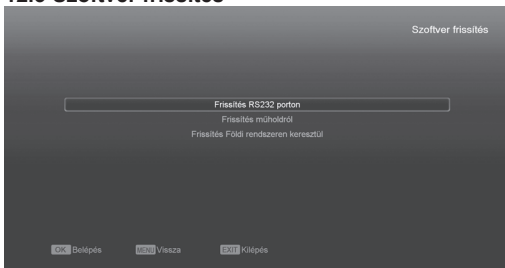 Szoftver frissítés
Frissítés RS232 porton
Frissítés műholdról
Frissítés Földi rendszeren keresztül
OK Belépés MENU Vissza EXIT Kilépés